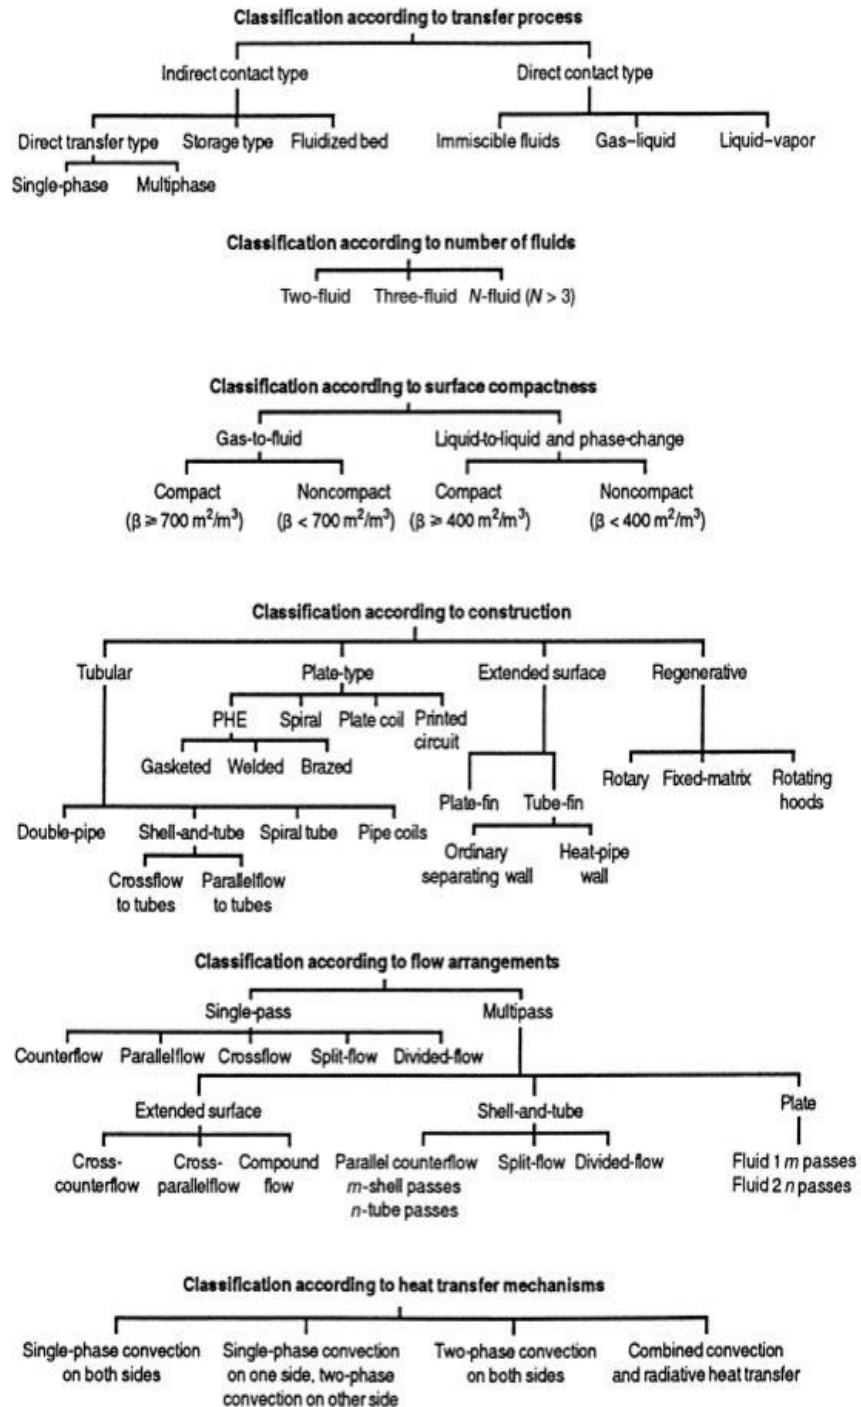 Classification according to transfer process
Indirect contact type Direct contact type
Direct transfer type Storage type Fluidized bed Immiscible fluids Gas–liquid Liquid–vapor
Single-phase Multiphase
Classification according to number of fluids
Two-fluid Three-fluid N-fluid (N > 3)
Classification according to surface compactness
Gas-to-fluid Liquid-to-liquid and phase-change
Compact Noncompact Compact Noncompact
(β ≥ 700 m²/m³) (β < 700 m²/m³) (β ≥ 400 m²/m³) (β < 400 m²/m³)
Classification according to construction
Tubular Plate-type Extended surface Regenerative
PHE Spiral Plate coil Printed
circuit
Gasketed Welded Brazed
Rotary Fixed-matrix Rotating
hoods
Plate-fin Tube-fin
Double-pipe Shell-and-tube Spiral tube Pipe coils
Ordinary Heat-pipe
separating wall wall
Crossflow Parallelflow
to tubes to tubes
Classification according to flow arrangements
Single-pass Multipass
Counterflow Parallelflow Crossflow Split-flow Divided-flow
Extended surface Shell-and-tube Plate
Cross- Cross- Compound Parallel counterflow Split-flow Divided-flow Fluid 1 m passes
counterflow parallelflow flow m-shell passes Fluid 2 n passes
n-tube passes
Classification according to heat transfer mechanisms
Single-phase convection Single-phase convection Two-phase convection Combined convection
on both sides on one side, two-phase on both sides and radiative heat transfer
convection on other side